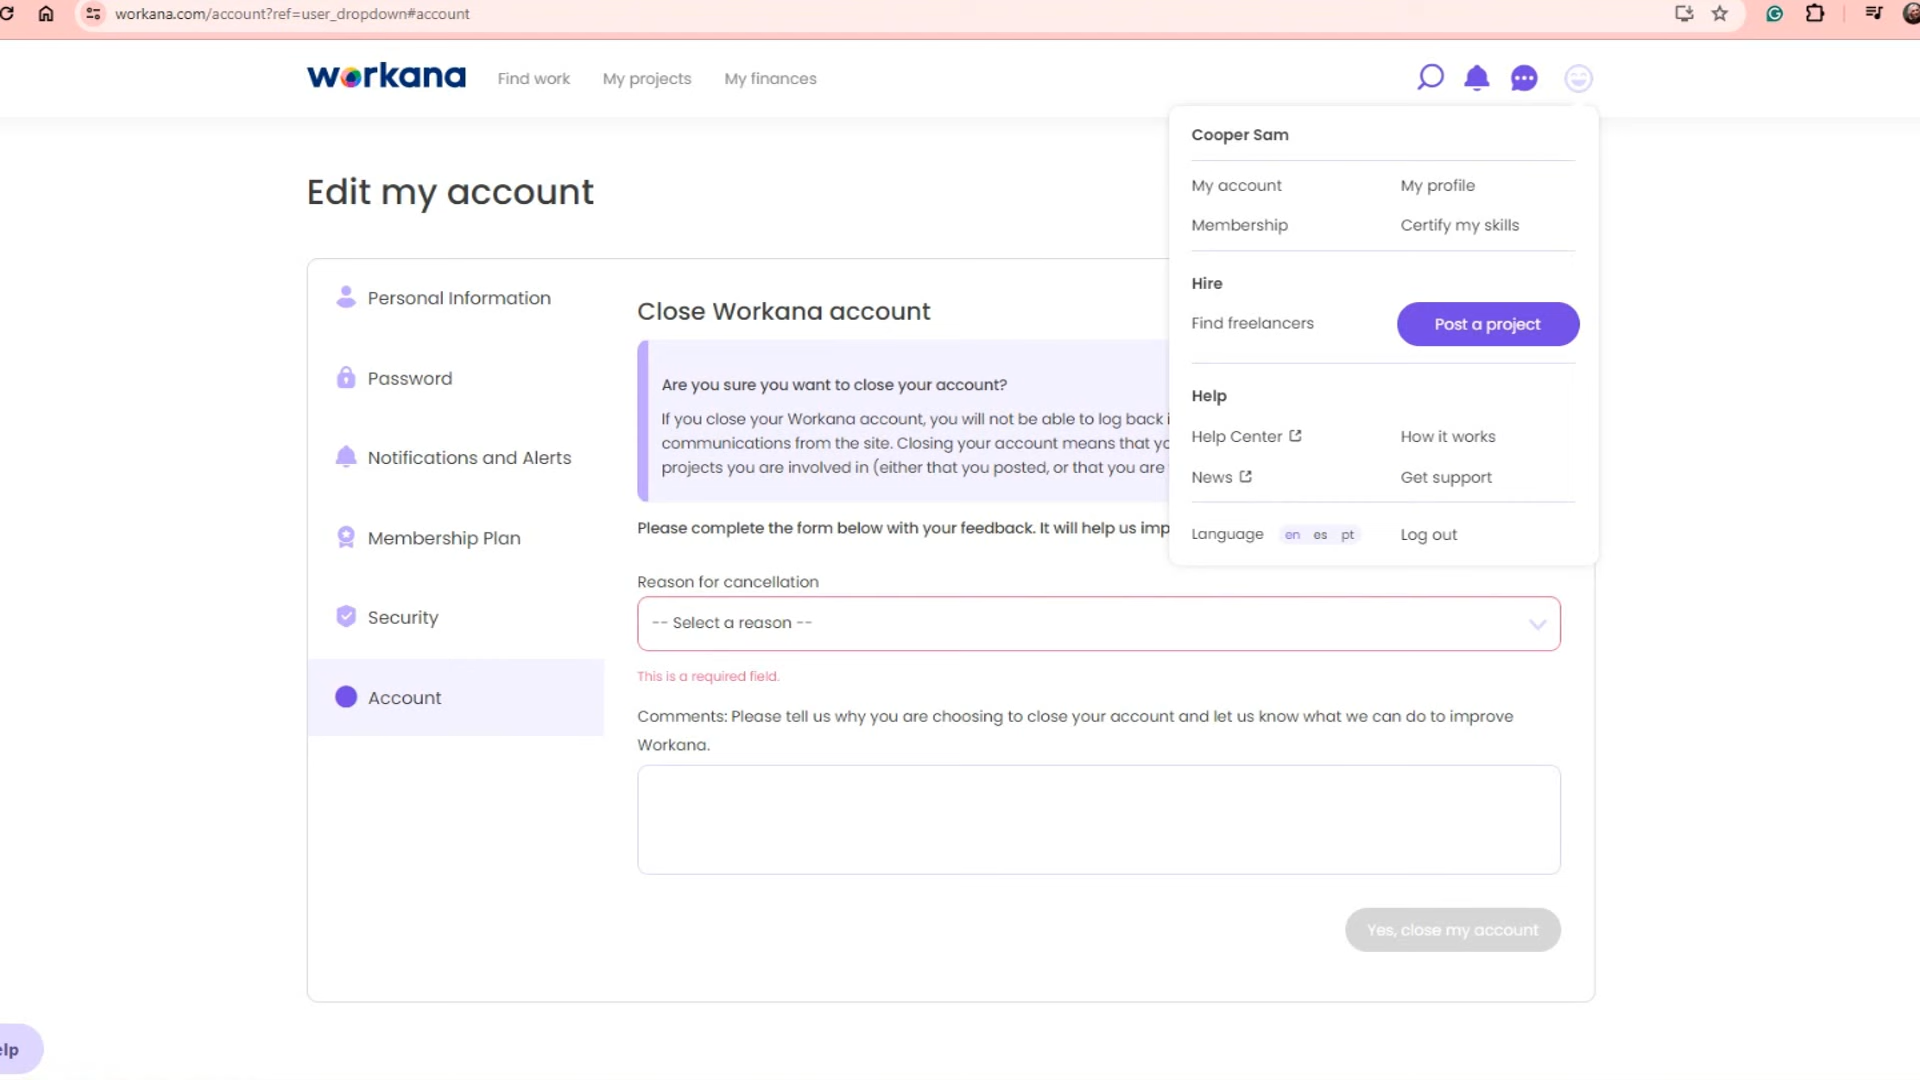 workana.com/account?ref=user_dropdown#account
workana
Find work
My projects
My finances
Cooper Sam
My account
My profile
Membership
Certify my skills
Hire
Find freelancers
Post a project
Help
Help Center
How it works
News
Get support
Language en es pt
Log out
Edit my account
Personal Information
Password
Notifications and Alerts
Membership Plan
Security
Account
Close Workana account
Are you sure you want to close your account?
If you close your Workana account, you will not be able to log back
communications from the site. Closing your account means that
projects you are involved in (either that you posted, or that you are
Please complete the form below with your feedback. It will help us
Reason for cancellation
-- Select a reason --
This is a required field.
Comments: Please tell us why you are choosing to close your account and let us know what we can do to improve
Workana.
Yes, close my account
elp